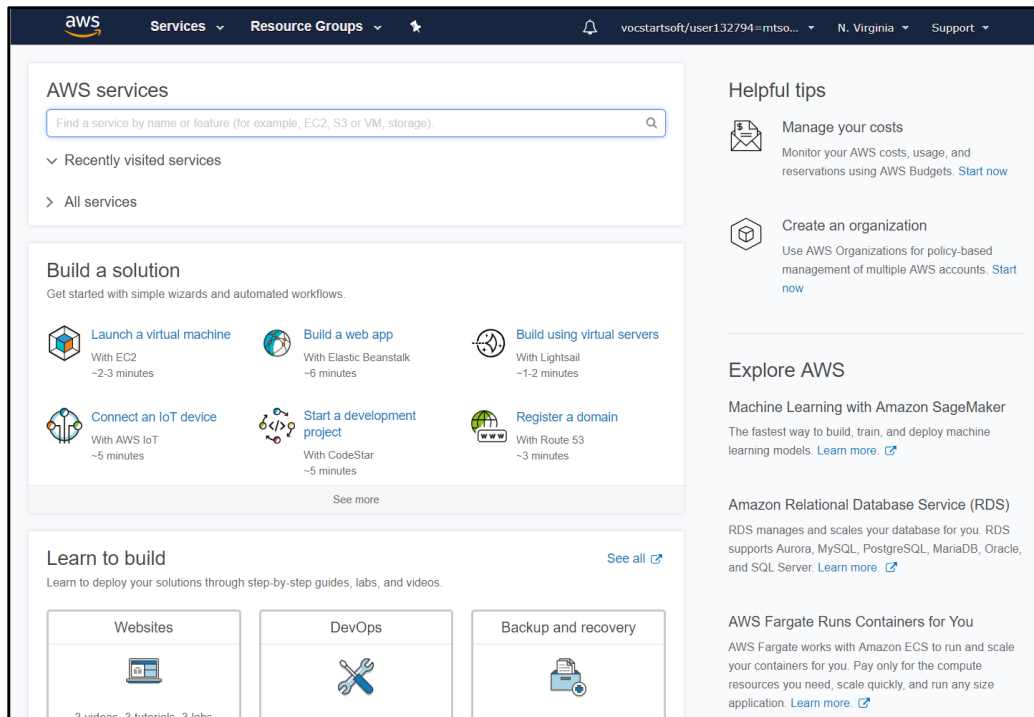 aws Services Resource Groups vocstartsoft/user132794=mtso... N. Virginia Support
AWS services
Find a service by name or feature (for example, EC2, S3 or VM, storage).
Recently visited services
All services
Build a solution
Get started with simple wizards and automated workflows.
Launch a virtual machine
With EC2
~2-3 minutes
Build a web app
With Elastic Beanstalk
~6 minutes
Build using virtual servers
With Lightsail
~1-2 minutes
Connect an IoT device
With AWS IoT
~5 minutes
Start a development
project
With CodeStar
~5 minutes
Register a domain
With Route 53
~3 minutes
www
See more
Learn to build
See all
Learn to deploy your solutions through step-by-step guides, labs, and videos.
Websites
3 videos, 3 tutorials, 3 labs
DevOps
Backup and recovery
Helpful tips
Manage your costs
Monitor your AWS costs, usage, and
reservations using AWS Budgets. Start now
Create an organization
Use AWS Organizations for policy-based
management of multiple AWS accounts. Start
now
Explore AWS
Machine Learning with Amazon SageMaker
The fastest way to build, train, and deploy machine
learning models. Learn more.
Amazon Relational Database Service (RDS)
RDS manages and scales your database for you. RDS
supports Aurora, MySQL, PostgreSQL, MariaDB, Oracle,
and SQL Server. Learn more.
AWS Fargate Runs Containers for You
AWS Fargate works with Amazon ECS to run and scale
your containers for you. Pay only for the compute
resources you need, scale quickly, and run any size
application. Learn more.